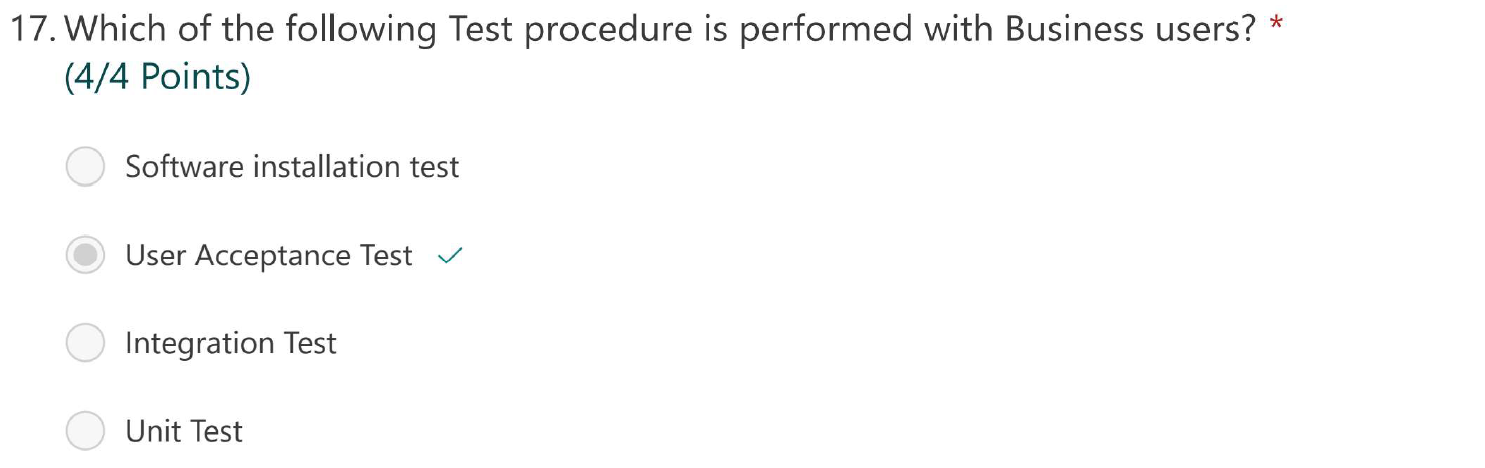 17. Which of the following Test procedure is performed with Business users? *
(4/4 Points)
Software installation test
User Acceptance Test
Integration Test
Unit Test